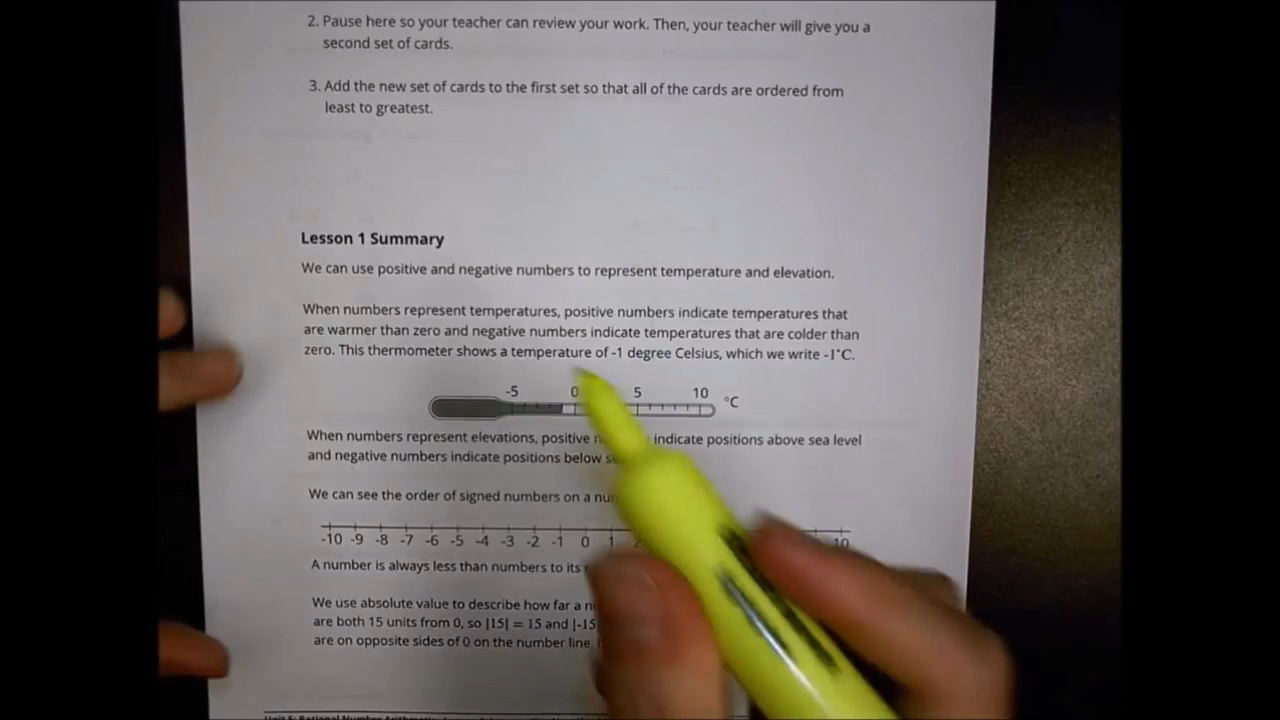 2. Pause here so your teacher can review your work. Then, your teacher will give you a
second set of cards.
3. Add the new set of cards to the first set so that all of the cards are ordered from
least to greatest.
Lesson 1 Summary
We can use positive and negative numbers to represent temperature and elevation.
When numbers represent temperatures, positive numbers indicate temperatures that
are warmer than zero and negative numbers indicate temperatures that are colder than
zero. This thermometer shows a temperature of -1 degree Celsius, which we write -1°C.
-5 0 5 10 °C
When numbers represent elevations, positive indicate positions above sea level
and negative numbers indicate positions below
We can see the order of signed numbers on a
-10 -9 -8 -7 -6 -5 -4 -3 -2 -1 0 1 10
A number is always less than numbers to its
We use absolute value to describe how far a
are both 15 units from 0, so |15| = 15 and |-15
are on opposite sides of 0 on the number line,